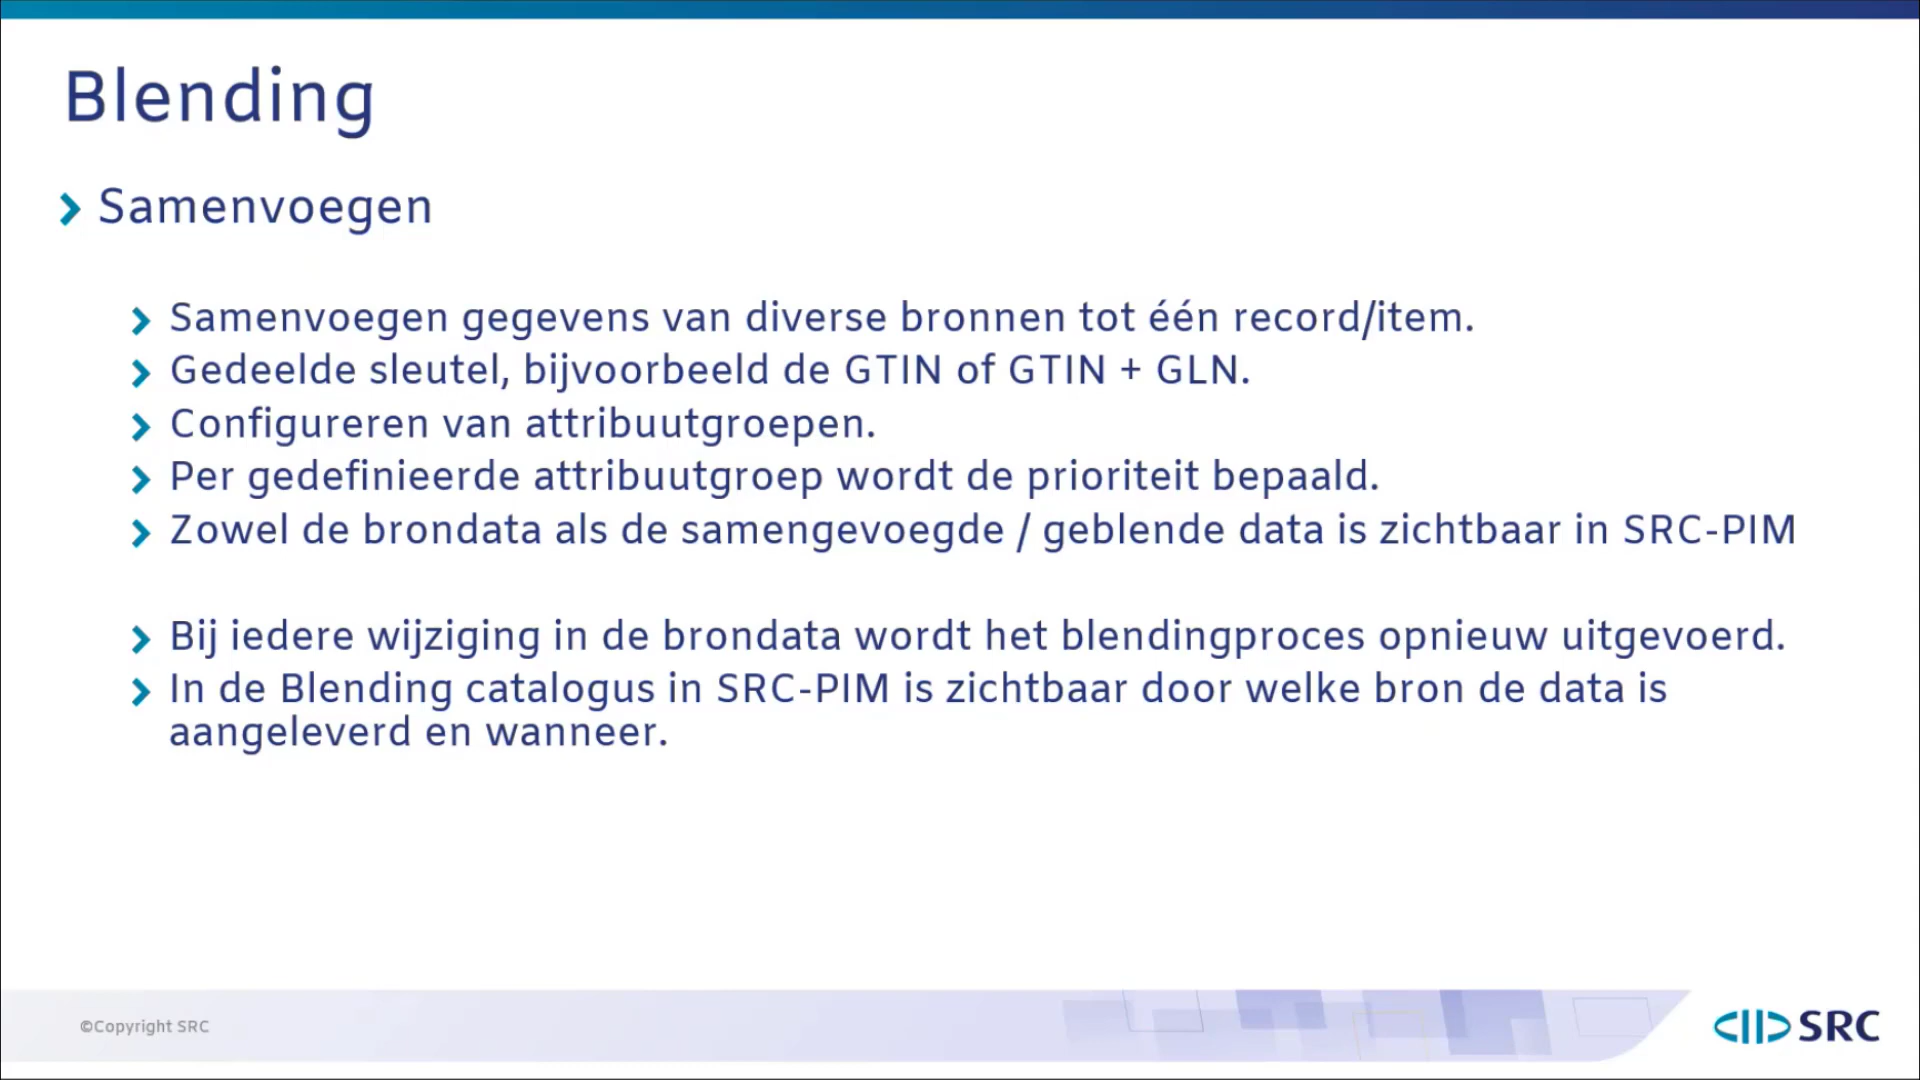 Blending
Samenvoegen
Samenvoegen gegevens van diverse bronnen tot één record/item.
Gedeelde sleutel, bijvoorbeeld de GTIN of GTIN + GLN.
Configureren van attribuutgroepen.
Per gedefinieerde attribuutgroep wordt de prioriteit bepaald.
Zowel de brondata als de samengevoegde / geblende data is zichtbaar in SRC-PIM
Bij iedere wijziging in de brondata wordt het blendingproces opnieuw uitgevoerd.
In de Blending catalogus in SRC-PIM is zichtbaar door welke bron de data is
aangeleverd en wanneer.
©Copyright SRC
SRC